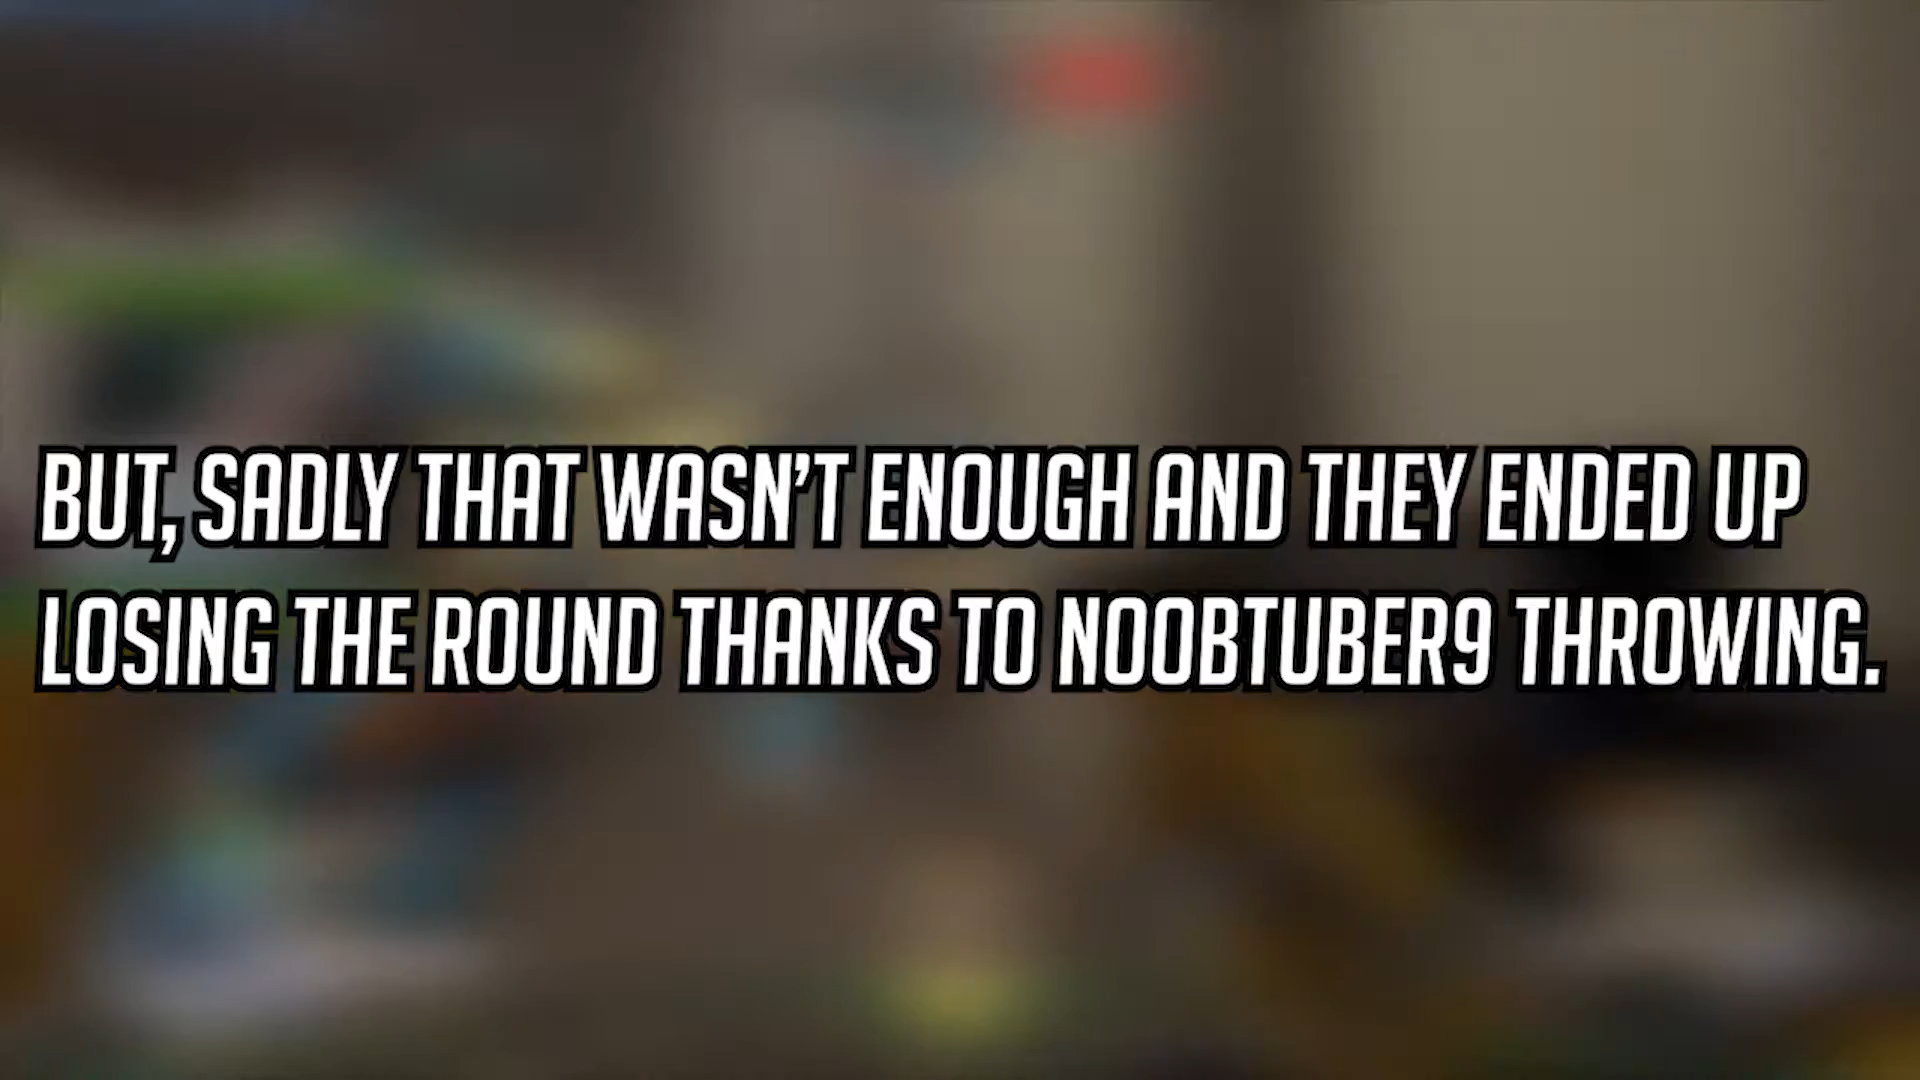 BUT, SADLY THAT WASN’T ENOUGH AND THEY ENDED UP
LOSING THE ROUND THANKS TO NOOBTUBER9 THROWING.